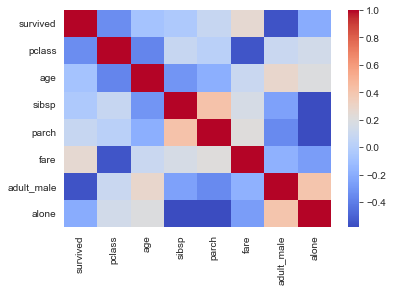 survived
pclass
age
sibsp
parch
fare
adult_male
alone
survived
pclass
age
sibsp
parch
fare
adult_male
alone
1.0
0.8
0.6
0.4
0.2
0.0
−0.2
−0.4